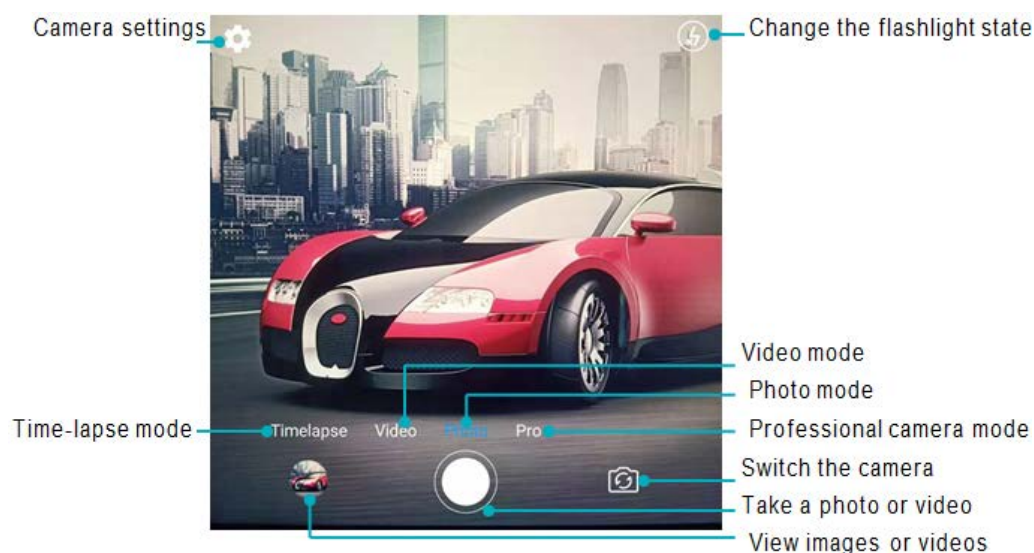 Camera settings
Change the flashlight state
Video mode
Photo mode
Time-lapse mode
Timelapse Video Photo Pro
Professional camera mode
Switch the camera
Take a photo or video
View images or videos